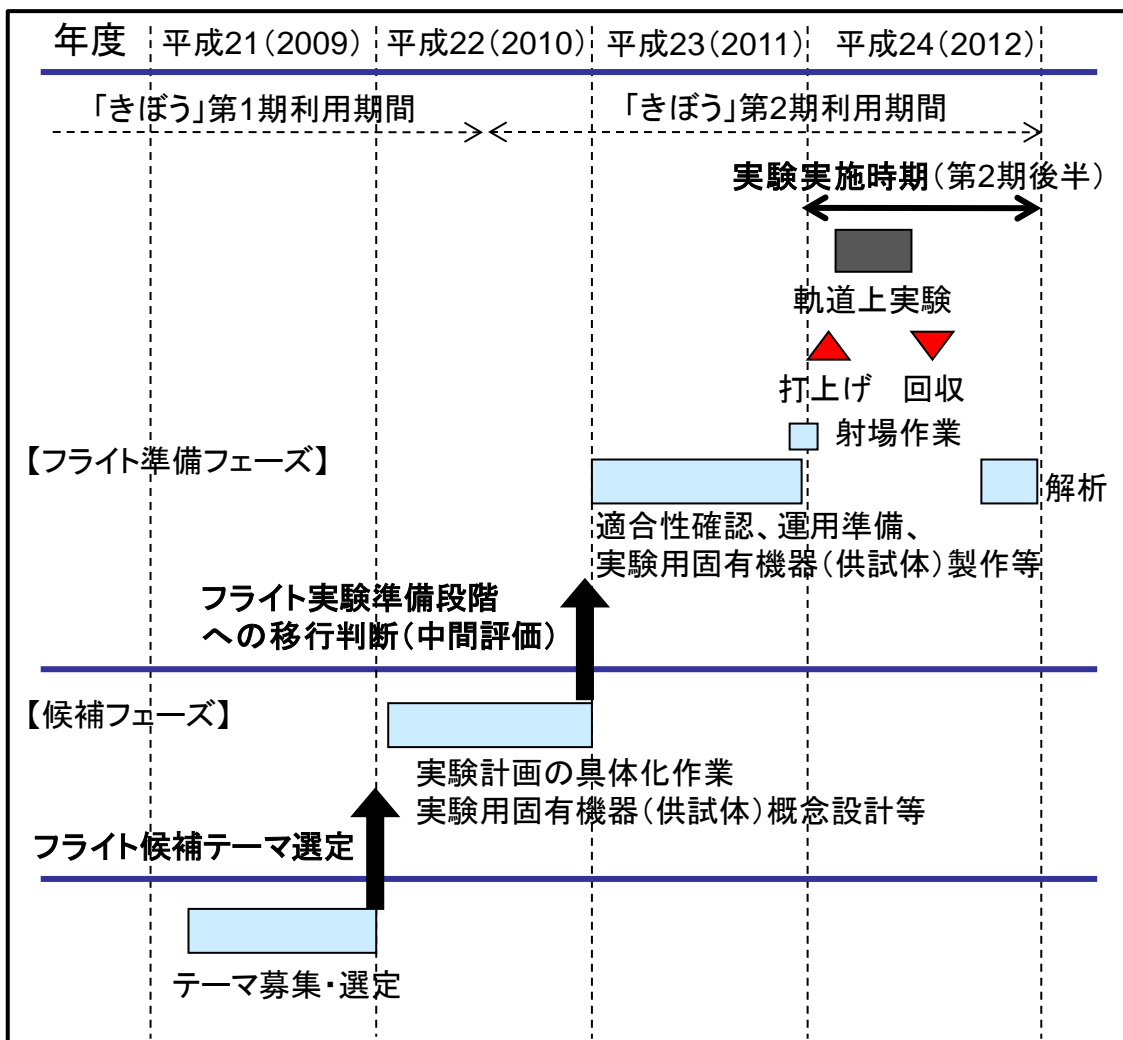 年度 平成21(2009) 平成22(2010) 平成23(2011) 平成24(2012)
「きぼう」第1期利用期間 「きぼう」第2期利用期間
実験実施時期(第2期後半)
軌道上実験
打上げ 回収
射場作業
【フライト準備フェーズ】
解析
適合性確認、運用準備、
実験用固有機器(供試体)製作等
フライト実験準備段階
への移行判断(中間評価)
【候補フェーズ】
実験計画の具体化作業
実験用固有機器(供試体)概念設計等
フライト候補テーマ選定
テーマ募集・選定